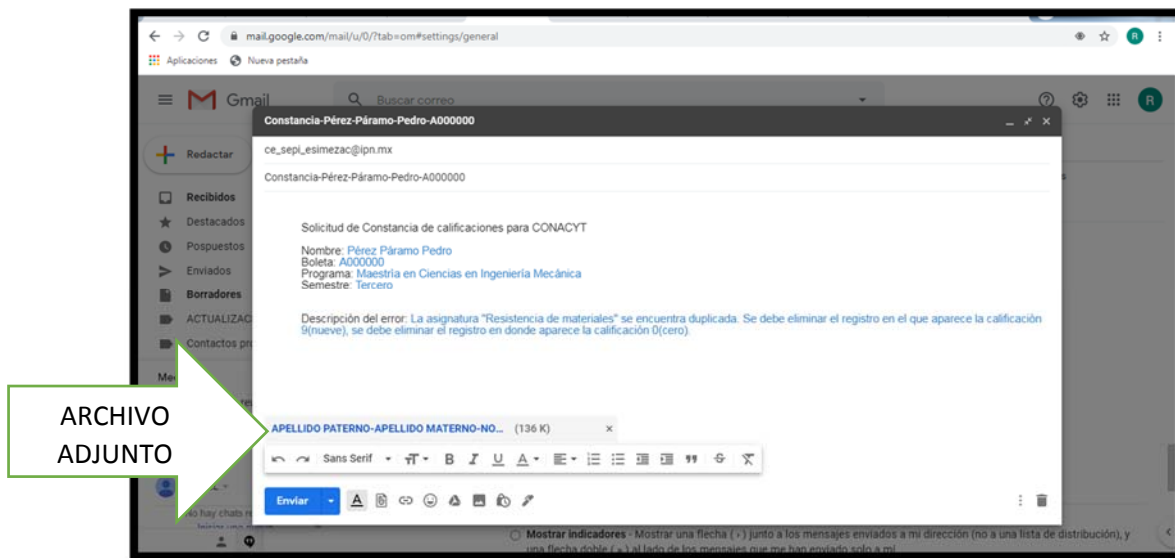 mail.google.com/mail/u/0/?tab=om#settings/general
R
Aplicaciones
Nueva pestaña
Gmail
Buscar correo
R
Constancia-Pérez-Páramo-Pedro-A000000
Redactar
ce_sepi_esimezac@ipn.mx
Constancia-Pérez-Páramo-Pedro-A000000
Recibidos
Destacados
Pospuestos
Enviados
Borradores
ACTUALIZAC
Contactos pr
Solicitud de Constancia de calificaciones para CONACYT
Nombre: Pérez Páramo Pedro
Boleta: A000000
Programa: Maestría en Ciencias en Ingeniería Mecánica
Semestre: Tercero
Descripción del error: La asignatura "Resistencia de materiales" se encuentra duplicada. Se debe eliminar el registro en el que aparece la calificación
9(nueve), se debe eliminar el registro en donde aparece la calificación 0(cero).
ARCHIVO
ADJUNTO
APELLIDO PATERNO-APELLIDO MATERNO-NO... (136 K)
Sans Serif
Enviar
No hay chats re
Mostrar indicadores - Mostrar una flecha ( › ) junto a los mensajes enviados a mi dirección (no a una lista de distribución), y
una flecha doble ( » ) al lado de los mensajes que me han enviado solo a mí.